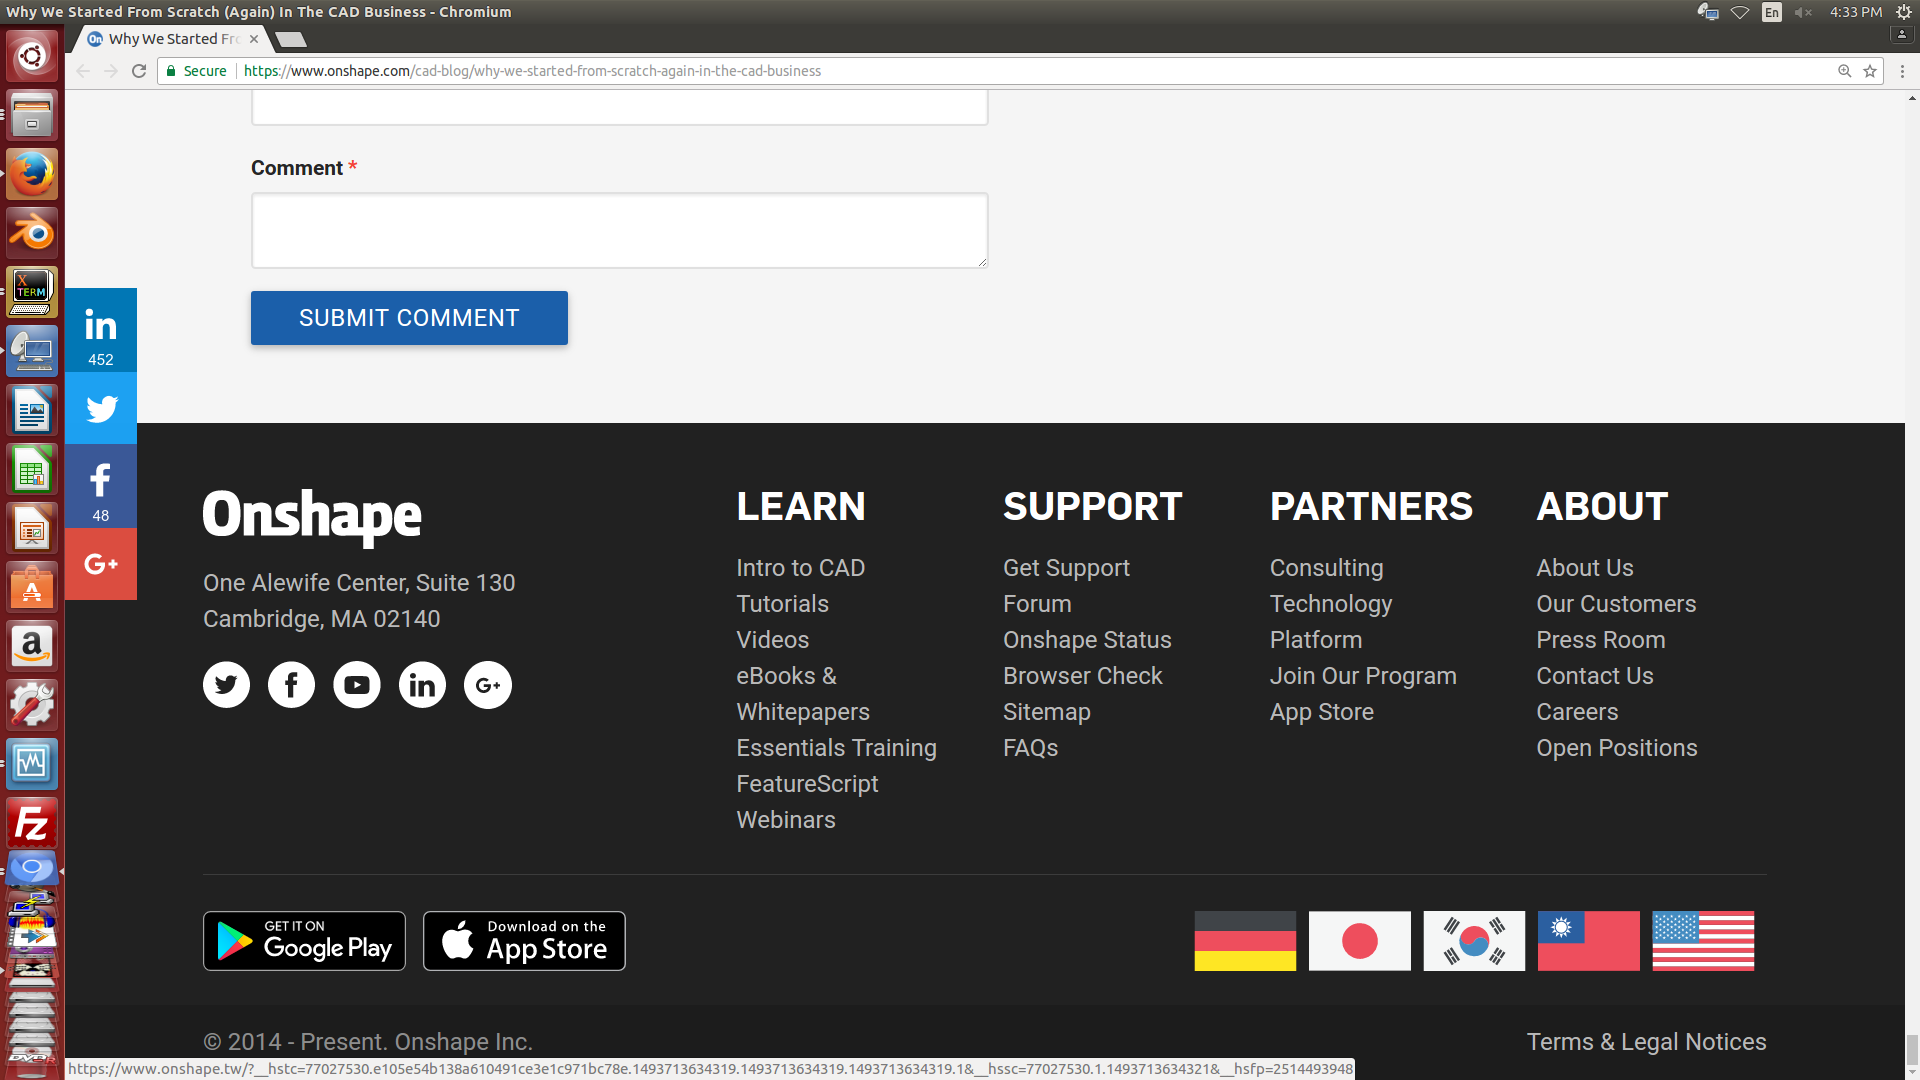 Why We Started From Scratch (Again) In The CAD Business - Chromium
En
4:33 PM
On
Why We Started Fr
Secure
https://www.onshape.com/cad-blog/why-we-started-from-scratch-again-in-the-cad-business
Comment *
SUBMIT COMMENT
in
452
48
G+
X
TERM
Onshape
One Alewife Center, Suite 130
Cambridge, MA 02140
in
G+
LEARN
Intro to CAD
Tutorials
Videos
eBooks &
Whitepapers
Essentials Training
FeatureScript
Webinars
SUPPORT
Get Support
Forum
Onshape Status
Browser Check
Sitemap
FAQs
PARTNERS
Consulting
Technology
Platform
Join Our Program
App Store
ABOUT
About Us
Our Customers
Press Room
Contact Us
Careers
Open Positions
GET IT ON
Google Play
Download on the
App Store
© 2014 - Present. Onshape Inc.
Terms & Legal Notices
https://www.onshape.tw/?__hstc=77027530.e105e54b138a610491ce3e1c971bc78e.1493713634319.1493713634319.1493713634319.1&__hssc=77027530.1.1493713634321&__hsfp=2514493948